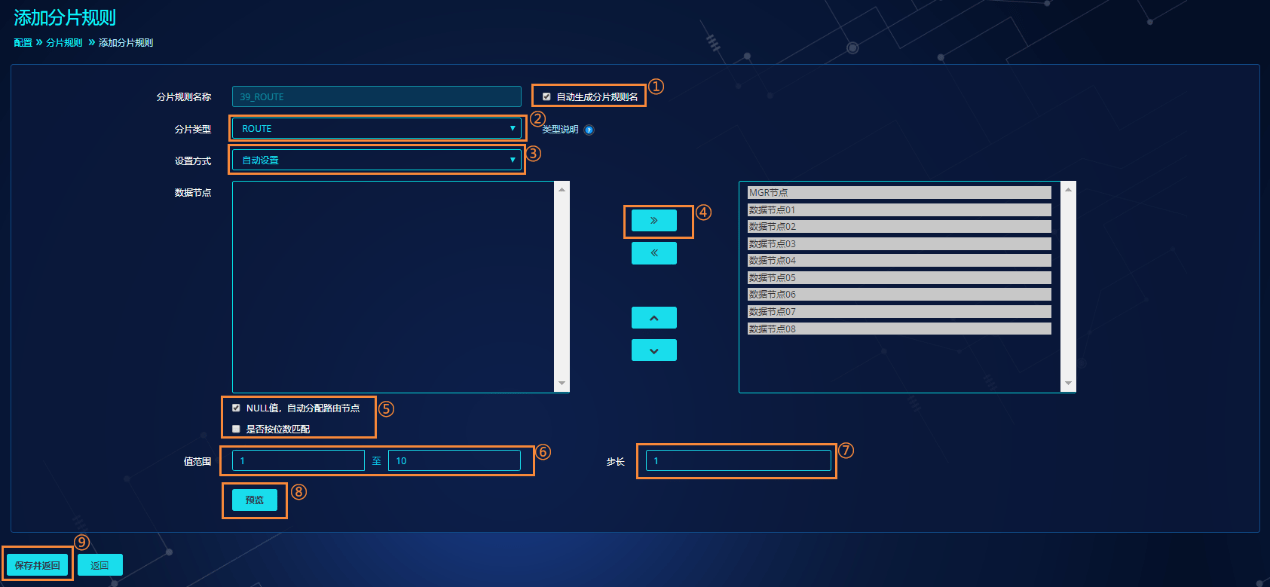 添加分片规则
配置 » 分片规则 » 添加分片规则
分片规则名称 39_ROUTE 自动生成分片规则名 ①
分片类型 ROUTE ② 类型说明
设置方式 自动设置 ③
数据节点
④
MGR节点
数据节点01
数据节点02
数据节点03
数据节点04
数据节点05
数据节点06
数据节点07
数据节点08
NULL值，自动分配路由节点 ⑤
是否按位数匹配
值范围 1 至 10 ⑥ 步长 1 ⑦
预览 ⑧
保存并返回 ⑨ 返回